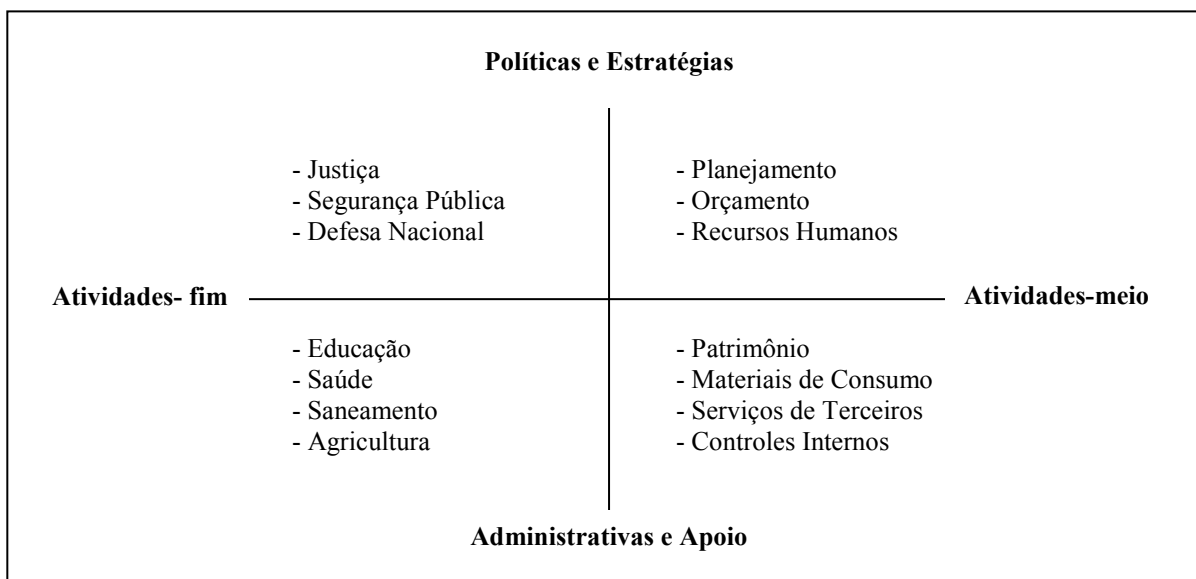 Políticas e Estratégias
- Justiça
- Segurança Pública
- Defesa Nacional
- Planejamento
- Orçamento
- Recursos Humanos
Atividades- fim
Atividades-meio
- Educação
- Saúde
- Saneamento
- Agricultura
- Patrimônio
- Materiais de Consumo
- Serviços de Terceiros
- Controles Internos
Administrativas e Apoio